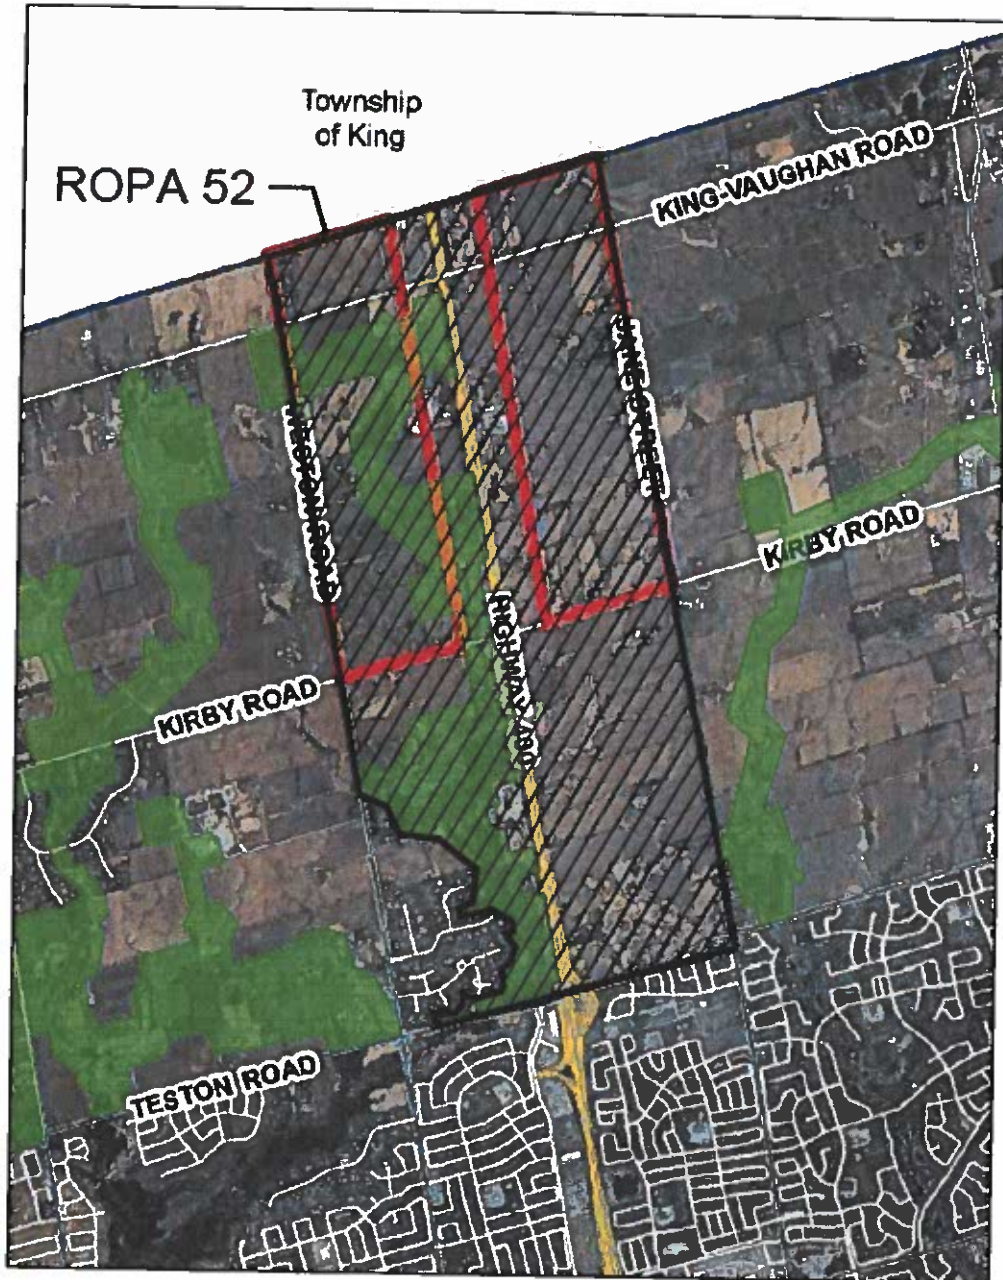 Township
of King
ROPA 52
KING-VAUGHAN ROAD
KIRBY ROAD
KIRBY ROAD
HIGHWAY 400
TESTON ROAD